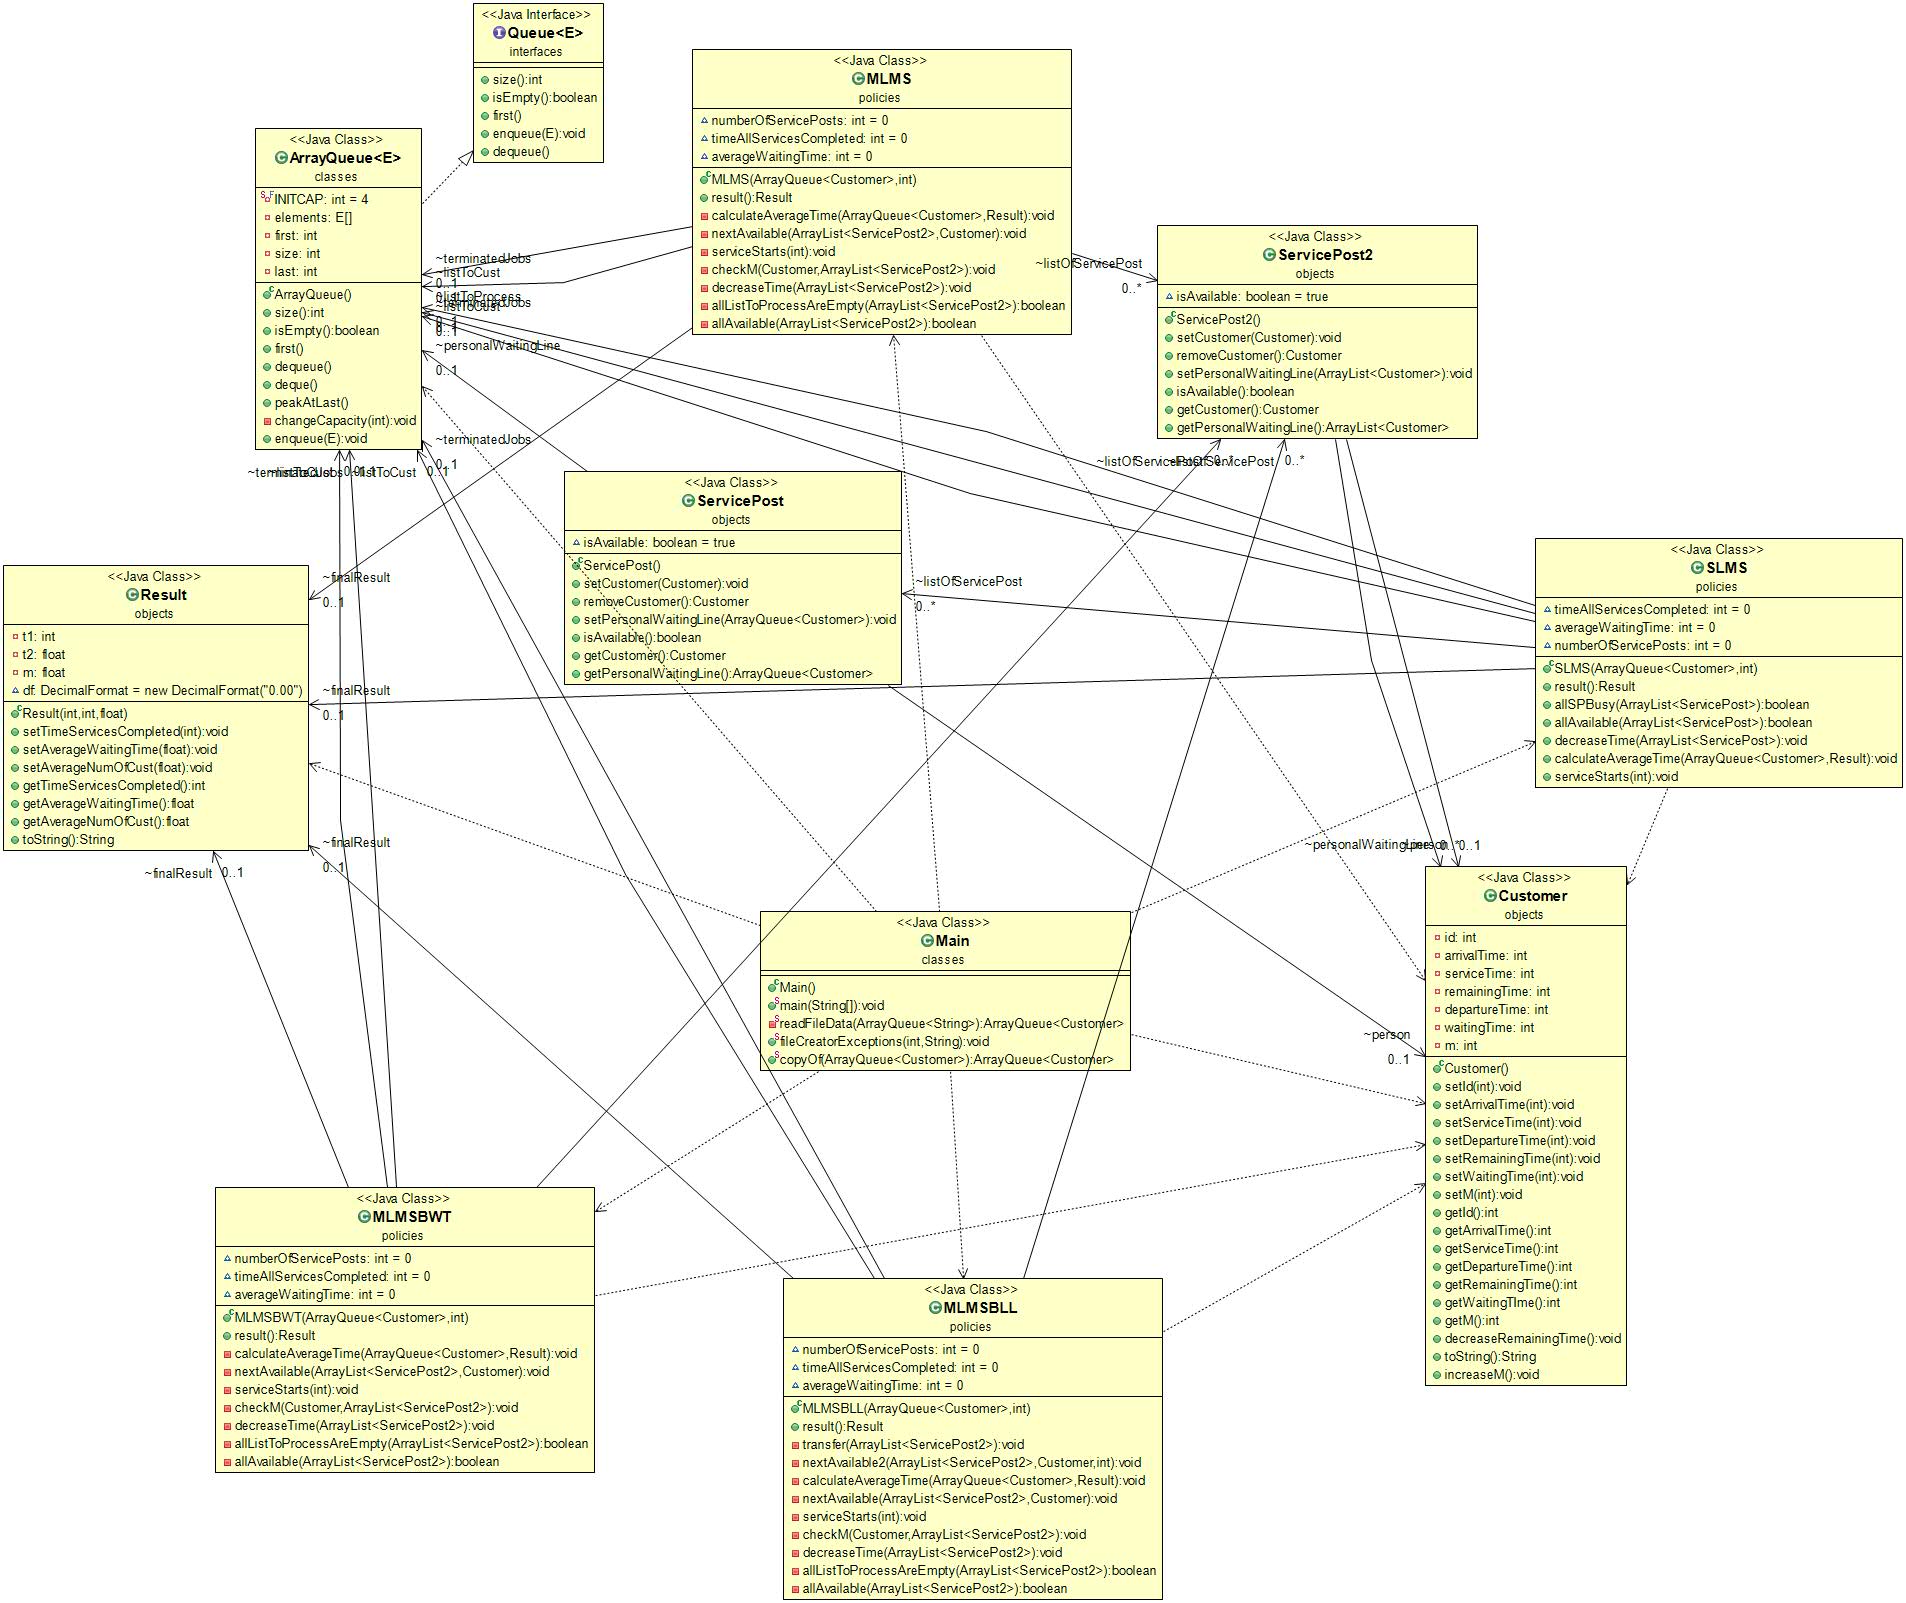 <<Java Interface>>
Queue<E>
interfaces
size():int
isEmpty():boolean
first()
enqueue(E):void
dequeue()
<<Java Class>>
MLMS
policies
numberOfServicePosts: int = 0
timeAllServicesCompleted: int = 0
averageWaitingTime: int = 0
MLMS(ArrayQueue<Customer>,int)
result():Result
calculateAverageTime(ArrayQueue<Customer>,Result):void
nextAvailable(ArrayList<ServicePost2>,Customer):void
serviceStarts(int):void
checkM(Customer,ArrayList<ServicePost2>):void
decreaseTime(ArrayList<ServicePost2>):void
allListToProcessAreEmpty(ArrayList<ServicePost2>):boolean
allAvailable(ArrayList<ServicePost2>):boolean
<<Java Class>>
ArrayQueue<E>
classes
INITCAP: int = 4
elements: E[]
first: int
size: int
last: int
ArrayQueue()
size():int
isEmpty():boolean
first()
dequeue()
deque()
peakAtLast()
changeCapacity(int):void
enqueue(E):void
~terminatedJobs
~listToCust
0..1
~listToProcess
~terminatedJobs
~listToCust
0..1
0..1
~personalWaitingLine
0..1
~terminatedJobs
0..1
~terminatedJobs
~listToCust
0..1
~listToCust
0..1
<<Java Class>>
ServicePost2
objects
isAvailable: boolean = true
ServicePost2()
setCustomer(Customer):void
removeCustomer():Customer
setPersonalWaitingLine(ArrayList<Customer>):void
isAvailable():boolean
getCustomer():Customer
getPersonalWaitingLine():ArrayList<Customer>
~listOfServicePost
0..*
~listOfServicePost
0..*
~listOfServicePost
0..*
<<Java Class>>
ServicePost
objects
isAvailable: boolean = true
ServicePost()
setCustomer(Customer):void
removeCustomer():Customer
setPersonalWaitingLine(ArrayQueue<Customer>):void
isAvailable():boolean
getCustomer():Customer
getPersonalWaitingLine():ArrayQueue<Customer>
~listOfServicePost
0..*
<<Java Class>>
SLMS
policies
timeAllServicesCompleted: int = 0
averageWaitingTime: int = 0
numberOfServicePosts: int = 0
SLMS(ArrayQueue<Customer>,int)
result():Result
allSPBusy(ArrayList<ServicePost>):boolean
allAvailable(ArrayList<ServicePost>):boolean
decreaseTime(ArrayList<ServicePost>):void
calculateAverageTime(ArrayQueue<Customer>,Result):void
serviceStarts(int):void
<<Java Class>>
Result
objects
t1: int
t2: float
m: float
df: DecimalFormat = new DecimalFormat("0.00")
Result(int,int,float)
setTimeServicesCompleted(int):void
setAverageWaitingTime(float):void
setAverageNumOfCust(float):void
getTimeServicesCompleted():int
getAverageWaitingTime():float
getAverageNumOfCust():float
toString():String
~finalResult
0..1
~finalResult
0..1
~finalResult
0..1
~finalResult
0..1
<<Java Class>>
Main
classes
Main()
main(String[]):void
readFileData(ArrayQueue<String>):ArrayQueue<Customer>
fileCreatorExceptions(int,String):void
copyOf(ArrayQueue<Customer>):ArrayQueue<Customer>
~personalWaitingLine
0..*
~person
0..1
~person
0..1
<<Java Class>>
Customer
objects
id: int
arrivalTime: int
serviceTime: int
remainingTime: int
departureTime: int
waitingTime: int
m: int
Customer()
setId(int):void
setArrivalTime(int):void
setServiceTime(int):void
setDepartureTime(int):void
setRemainingTime(int):void
setWaitingTime(int):void
setM(int):void
getId():int
getArrivalTime():int
getServiceTime():int
getDepartureTime():int
getRemainingTime():int
getWaitingTIme():int
getM():int
decreaseRemainingTime():void
toString():String
increaseM():void
<<Java Class>>
MLMSBWT
policies
numberOfServicePosts: int = 0
timeAllServicesCompleted: int = 0
averageWaitingTime: int = 0
MLMSBWT(ArrayQueue<Customer>,int)
result():Result
calculateAverageTime(ArrayQueue<Customer>,Result):void
nextAvailable(ArrayList<ServicePost2>,Customer):void
serviceStarts(int):void
checkM(Customer,ArrayList<ServicePost2>):void
decreaseTime(ArrayList<ServicePost2>):void
allListToProcessAreEmpty(ArrayList<ServicePost2>):boolean
allAvailable(ArrayList<ServicePost2>):boolean
<<Java Class>>
MLMSBLL
policies
numberOfServicePosts: int = 0
timeAllServicesCompleted: int = 0
averageWaitingTime: int = 0
MLMSBLL(ArrayQueue<Customer>,int)
result():Result
transfer(ArrayList<ServicePost2>):void
nextAvailable2(ArrayList<ServicePost2>,Customer,int):void
calculateAverageTime(ArrayQueue<Customer>,Result):void
nextAvailable(ArrayList<ServicePost2>,Customer):void
serviceStarts(int):void
checkM(Customer,ArrayList<ServicePost2>):void
decreaseTime(ArrayList<ServicePost2>):void
allListToProcessAreEmpty(ArrayList<ServicePost2>):boolean
allAvailable(ArrayList<ServicePost2>):boolean